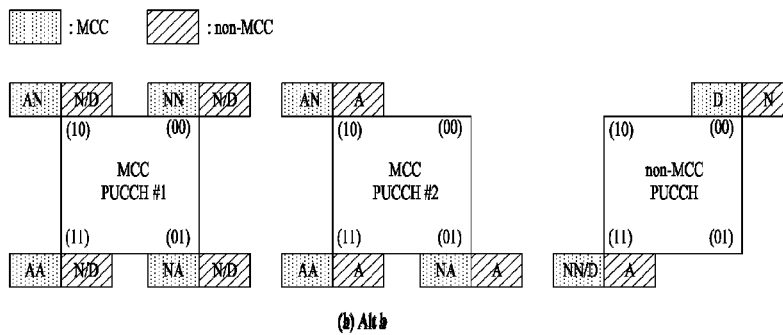 : MCC : non-MCC
AN N/D NN N/D AN A D N
(10) (00) (10) (00) (10) (00)
MCC
PUCCH #1
MCC
PUCCH #2
non-MCC
PUCCH
(11) (01) (11) (01) (11) (01)
AA N/D NA N/D AA A NA A NN/D A